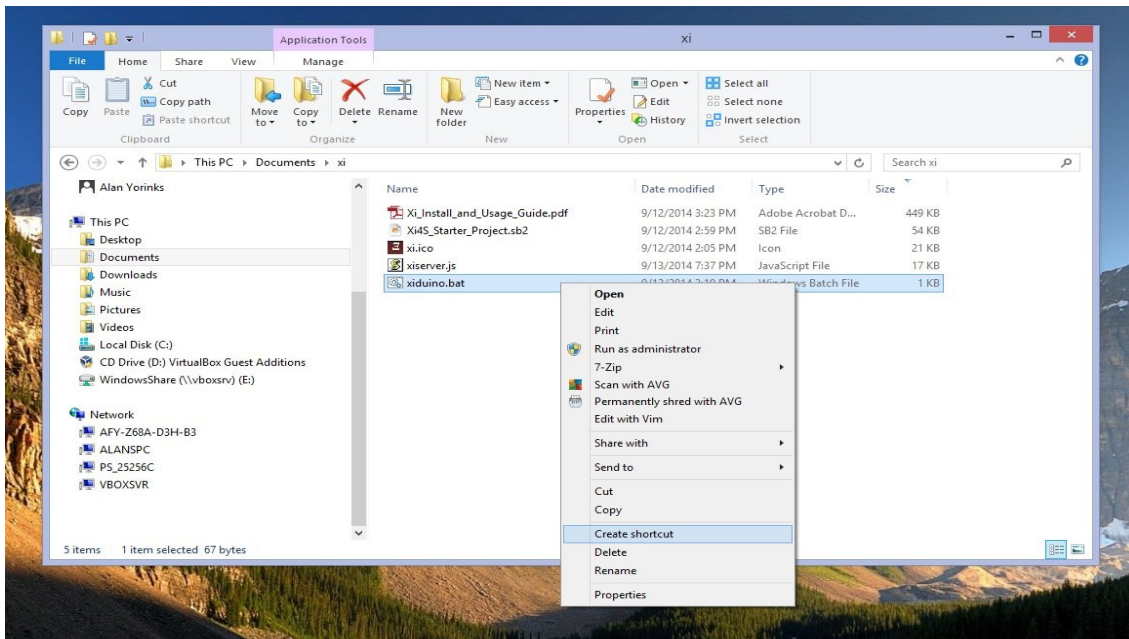 Application Tools
xi
File Home Share View Manage
Copy
Paste
Cut
Copy path
Paste shortcut
Clipboard
Move to
Copy to
Delete
Rename
Organize
New folder
New item
Easy access
New
Properties
Open
Edit
History
Open
Select all
Select none
Invert selection
Select
This PC Documents xi
Search xi
Alan Yorinks
This PC
Desktop
Documents
Downloads
Music
Pictures
Videos
Local Disk (C:)
CD Drive (D:) VirtualBox Guest Additions
WindowsShare (\\vboxsrv) (E:)
Network
AFY-Z68A-D3H-B3
ALANSPC
PS_25256C
VBOXSVR
Name Date modified Type Size
Xi_Install_and_Usage_Guide.pdf 9/12/2014 3:23 PM Adobe Acrobat D... 449 KB
Xi4S_Starter_Project.sb2 9/12/2014 2:59 PM SB2 File 54 KB
xi.ico 9/12/2014 2:05 PM Icon 21 KB
xiserver.js 9/13/2014 7:37 PM JavaScript File 17 KB
xiduino.bat Windows Batch File 1 KB
Open
Edit
Print
Run as administrator
7-Zip
Scan with AVG
Permanently shred with AVG
Edit with Vim
Share with
Send to
Cut
Copy
Create shortcut
Delete
Rename
Properties
5 items 1 item selected 67 bytes